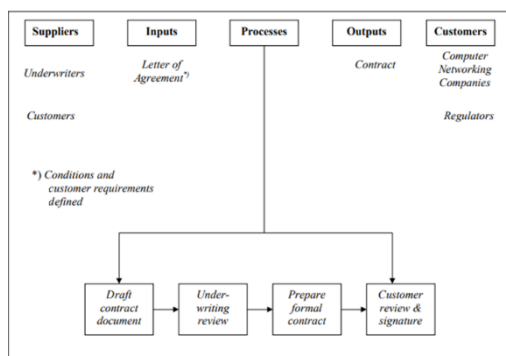 Suppliers
Inputs
Processes
Outputs
Customers
Underwriters
Letter of
Agreement*)
Contract
Computer
Networking
Companies
Customers
Regulators
*) Conditions and
customer requirements
defined
Draft
contract
document
Under-
writing
review
Prepare
formal
contract
Customer
review &
signature